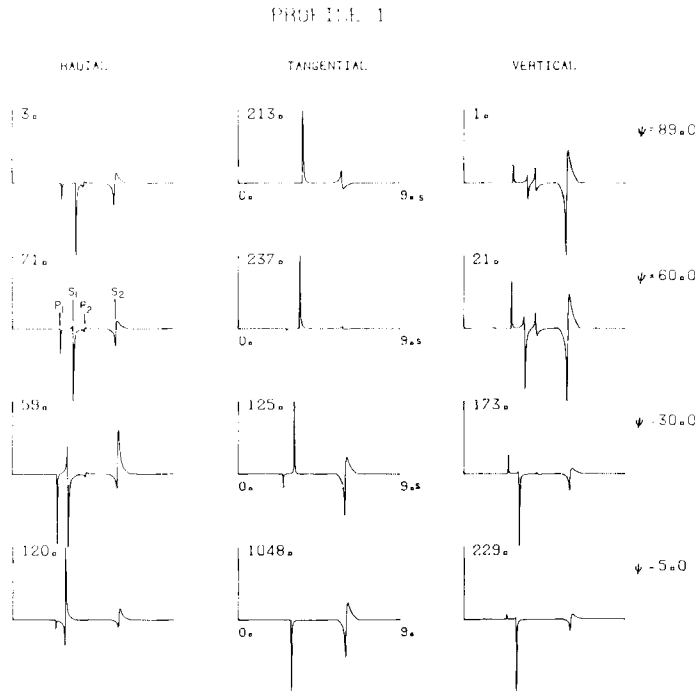 PROFILE 1
RADIAL TANGENTIAL VERTICAL
3. 213. 1. ψ=89.0
0. 9.s
71. 237. 21. ψ=60.0
P1 S1 P2 S2
0. 9.s
59. 125. 173. ψ=30.0
0. 9.s
120. 1048. 229. ψ=5.0
0. 9.